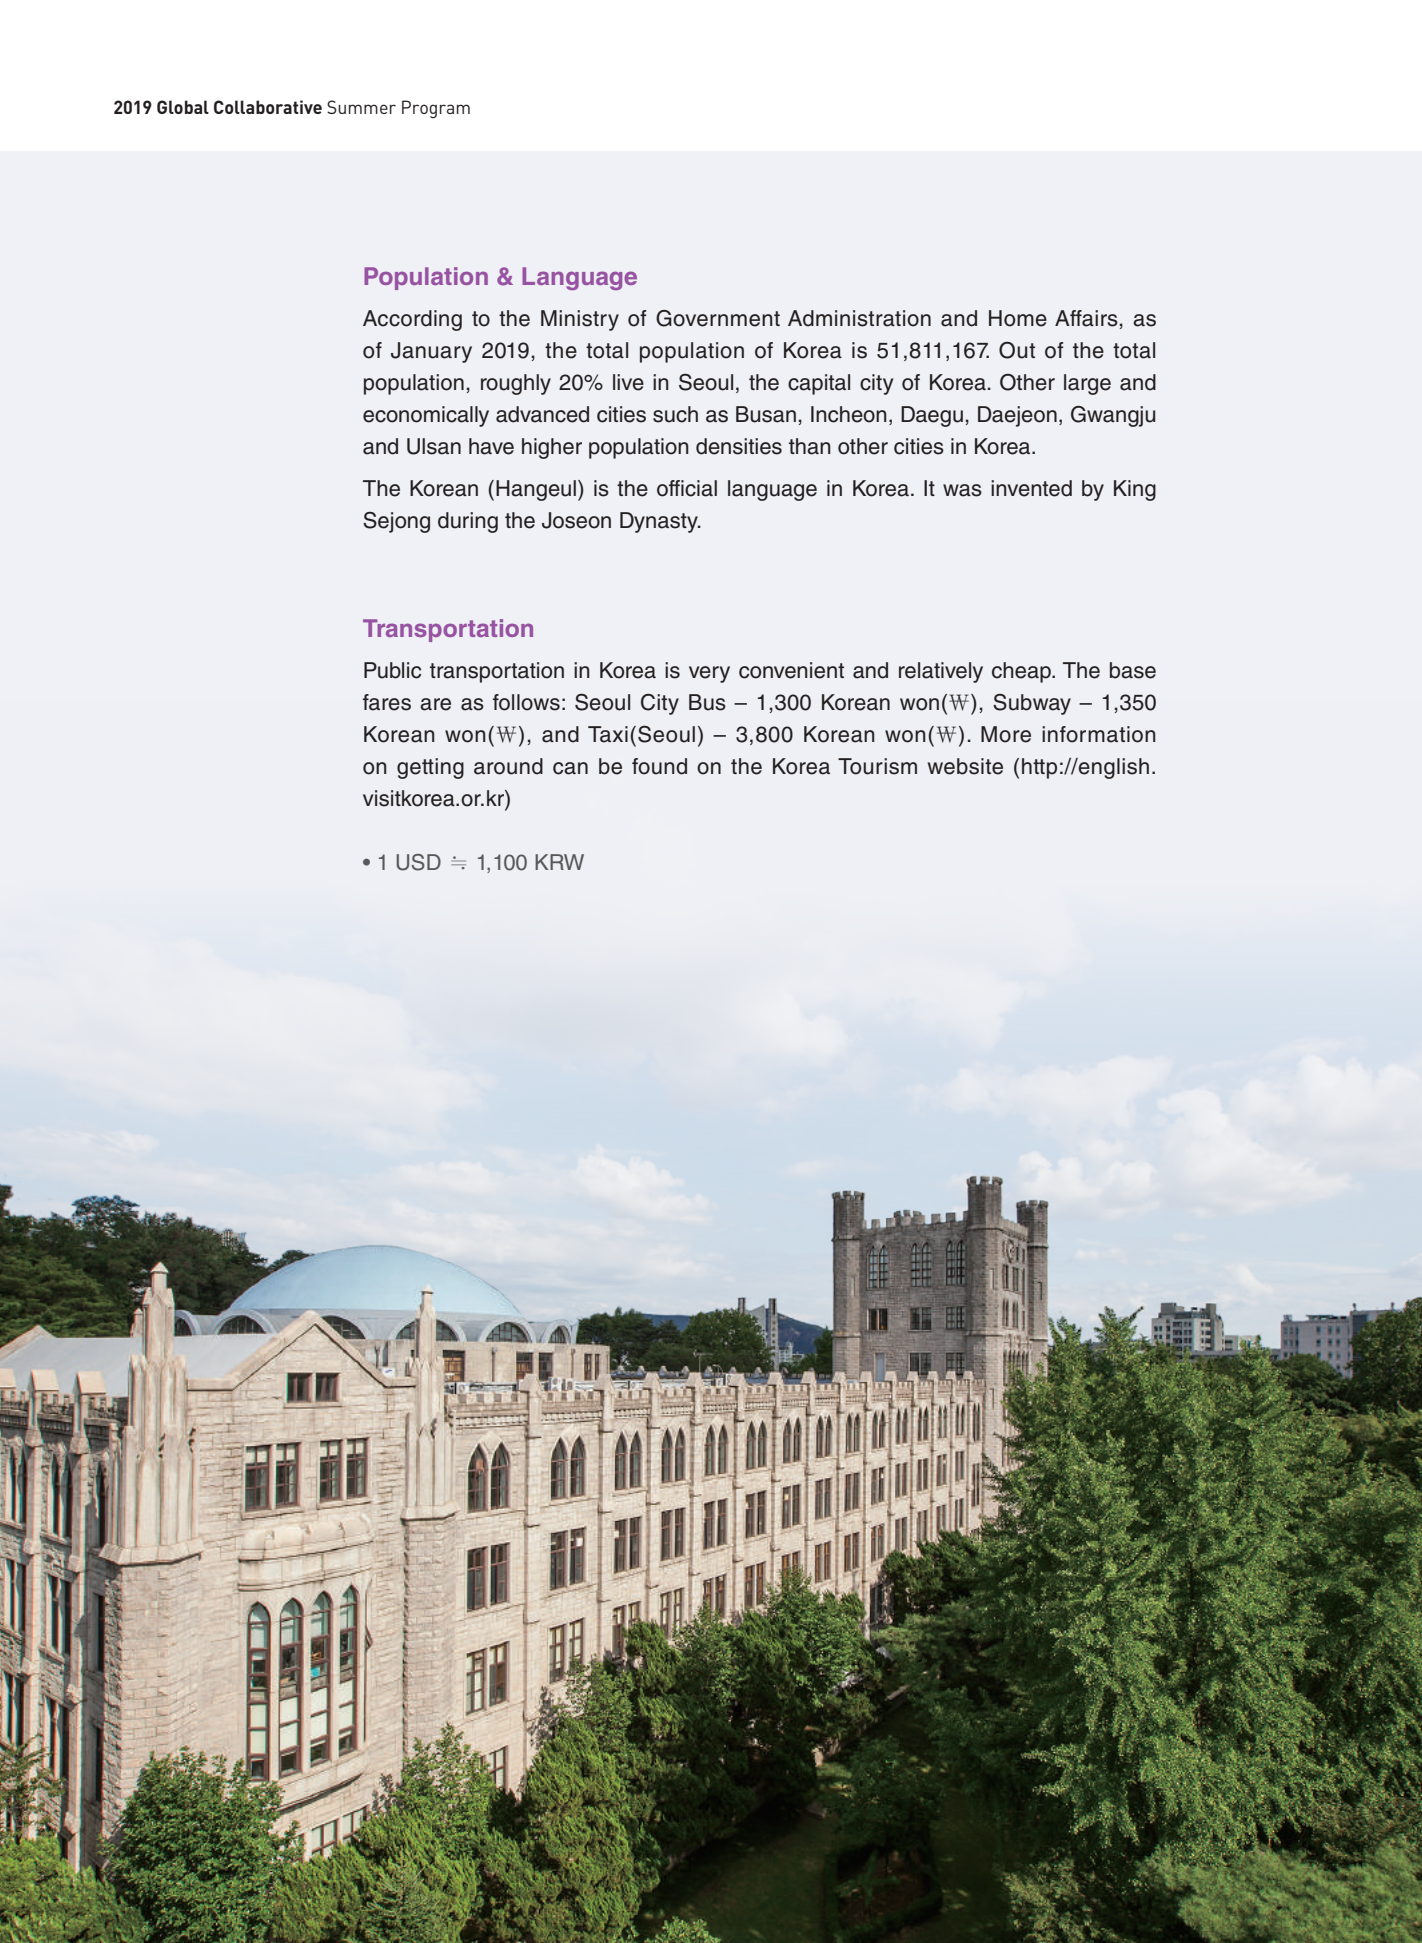 2019 Global Collaborative Summer Program
Population & Language
According to the Ministry of Government Administration and Home Affairs, as
of January 2019, the total population of Korea is 51,811,167. Out of the total
population, roughly 20% live in Seoul, the capital city of Korea. Other large and
economically advanced cities such as Busan, Incheon, Daegu, Daejeon, Gwangju
and Ulsan have higher population densities than other cities in Korea.
The Korean (Hangeul) is the official language in Korea. It was invented by King
Sejong during the Joseon Dynasty.
Transportation
Public transportation in Korea is very convenient and relatively cheap. The base
fares are as follows: Seoul City Bus – 1,300 Korean won(₩), Subway – 1,350
Korean won(₩), and Taxi(Seoul) – 3,800 Korean won(₩). More information
on getting around can be found on the Korea Tourism website (http://english.
visitkorea.or.kr)
• 1 USD ≒ 1,100 KRW